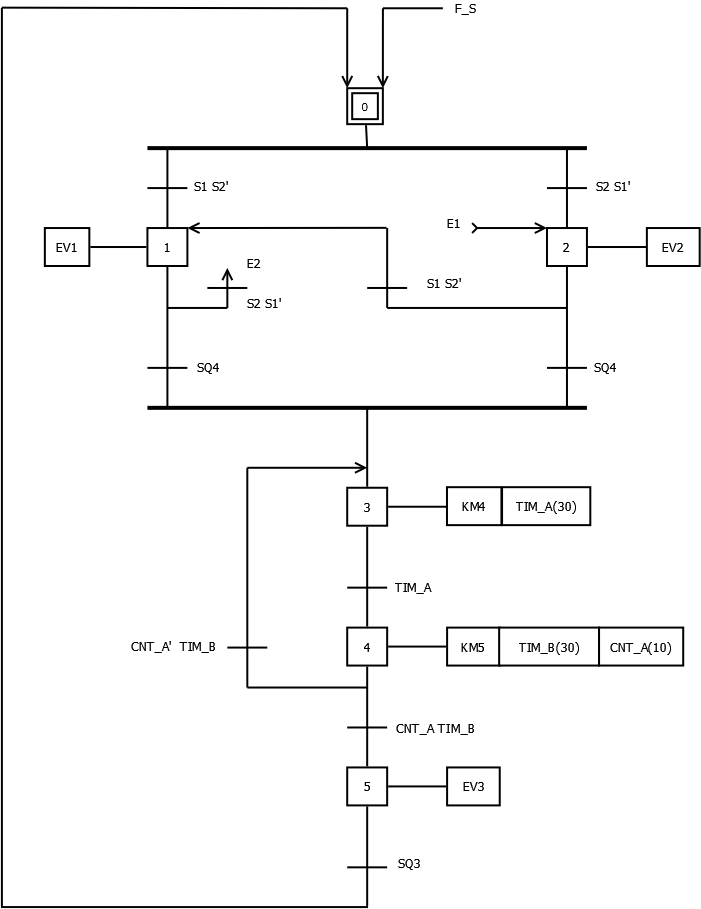 F_S
0
S1 S2'
S2 S1'
EV1
1
E1
2
EV2
E2
S2 S1'
S1 S2'
SQ4
SQ4
3
KM4
TIM_A(30)
TIM_A
CNT_A' TIM_B
4
KM5
TIM_B(30)
CNT_A(10)
CNT_A TIM_B
5
EV3
SQ3